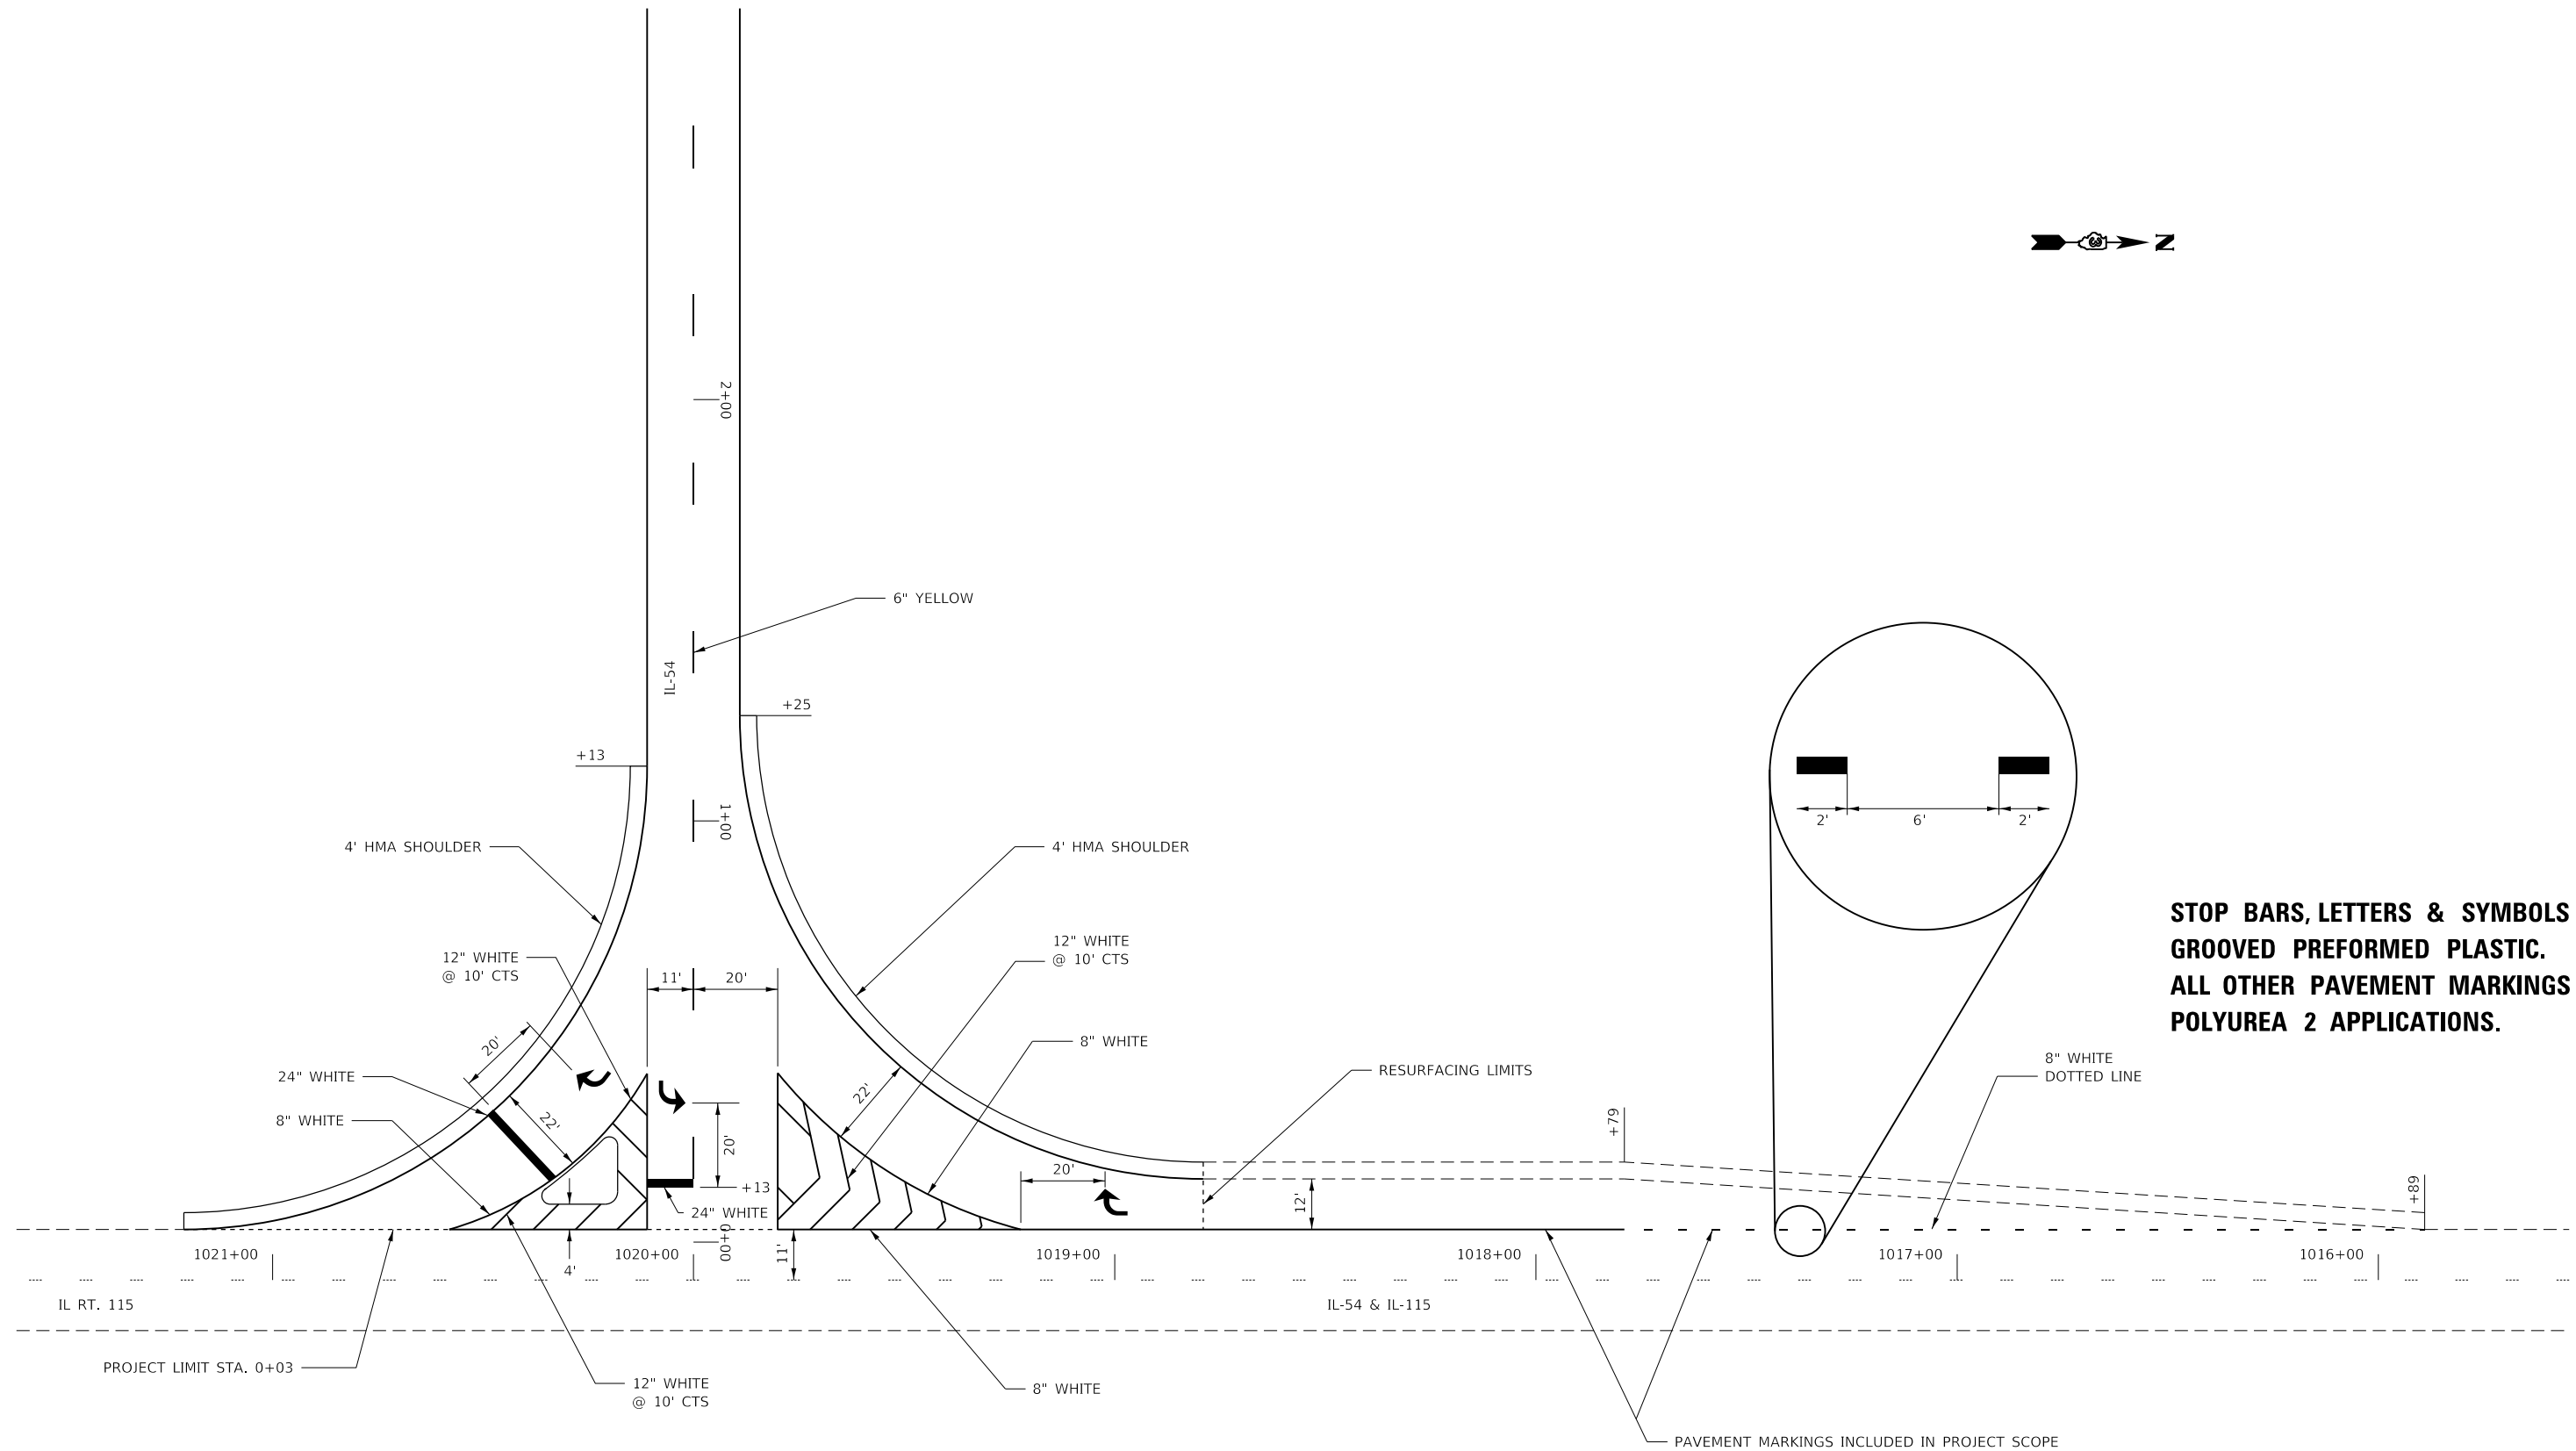 N
2+00
6" YELLOW
IL-54
+25
+13
1+00
2'
6'
2'
4' HMA SHOULDER
4' HMA SHOULDER
STOP BARS, LETTERS & SYMBOLS
GROOVED PREFORMED PLASTIC.
ALL OTHER PAVEMENT MARKINGS
POLYUREA 2 APPLICATIONS.
12" WHITE
@ 10' CTS
12" WHITE
@ 10' CTS
11'
20'
20'
8" WHITE
24" WHITE
22'
22'
RESURFACING LIMITS
8" WHITE
DOTTED LINE
8" WHITE
+79
20'
20'
+13
24" WHITE
12'
+89
0+00
11'
4'
1021+00
1020+00
1019+00
1018+00
1017+00
1016+00
IL RT. 115
IL-54 & IL-115
PROJECT LIMIT STA. 0+03
12" WHITE
@ 10' CTS
8" WHITE
PAVEMENT MARKINGS INCLUDED IN PROJECT SCOPE